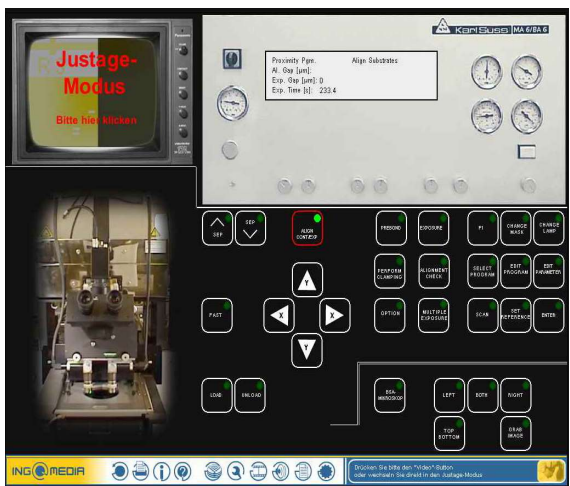 Justage-
Modus
Bitte hier klicken
Karl Suss MA 6/BA 6
Proximity Pgm. Align Substrates
Al. Gap [µm]:
Exp. Gap [µm]: 0
Exp. Time [s]: 233.4
SEP
SEP
ALIGN
CONT/EXP
PREBOND
EXPOSURE
PI
CHANGE
MASK
CHANGE
LAMP
Y
PERFORM
CLAMPING
ALIGNMENT
CHECK
SELECT
PROGRAM
EDIT
PROGRAM
EDIT
PARAMETER
FAST
X
X
OPTION
MULTIPLE
EXPOSURE
SCAN
SET
REFERENCE
ENTER
Y
LOAD
UNLOAD
BSA-
MIKROSKOP
LEFT
BOTH
RIGHT
TOP
BOTTOM
GRAB
IMAGE
ING MEDIA
Drücken Sie bitte den "Video"-Button
oder wechseln Sie direkt in den Justage-Modus